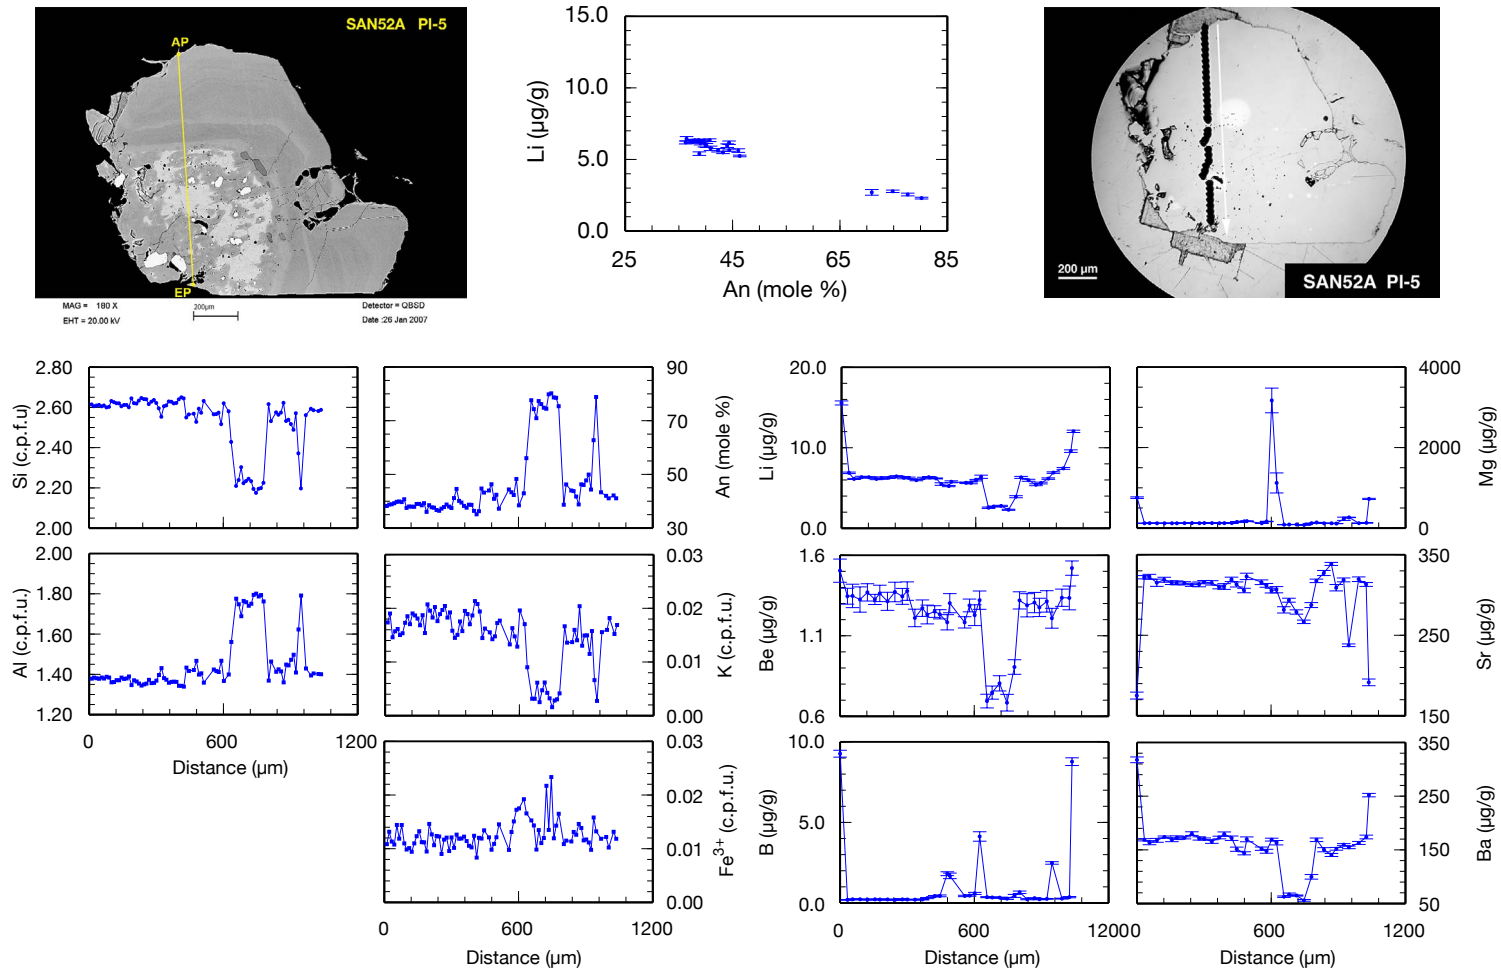 SAN52A PI-5
AP
EP
MAG = 180 X
EHT = 20.00 kV
200µm
Detector = QBSD
Date :26 Jan 2007
15.0
10.0
5.0
0.0
Li (µg/g)
25 45 65 85
An (mole %)
200 µm
SAN52A PI-5
2.80
2.60
2.40
2.20
2.00
Si (c.p.f.u)
90
70
50
30
An (mole %)
20.0
10.0
0.0
Li (µg/g)
4000
2000
0
Mg (µg/g)
2.00
1.80
1.60
1.40
1.20
Al (c.p.f.u.)
0 600 1200
Distance (µm)
0.03
0.02
0.01
0.00
K (c.p.f.u.)
1.6
1.1
0.6
Be (µg/g)
350
250
150
Sr (µg/g)
0.03
0.02
0.01
0.00
Fe3+ (c.p.f.u.)
0 600 1200
Distance (µm)
10.0
5.0
0.0
B (µg/g)
0 600 1200
Distance (µm)
350
250
150
50
Ba (µg/g)
0 600 1200
Distance (µm)